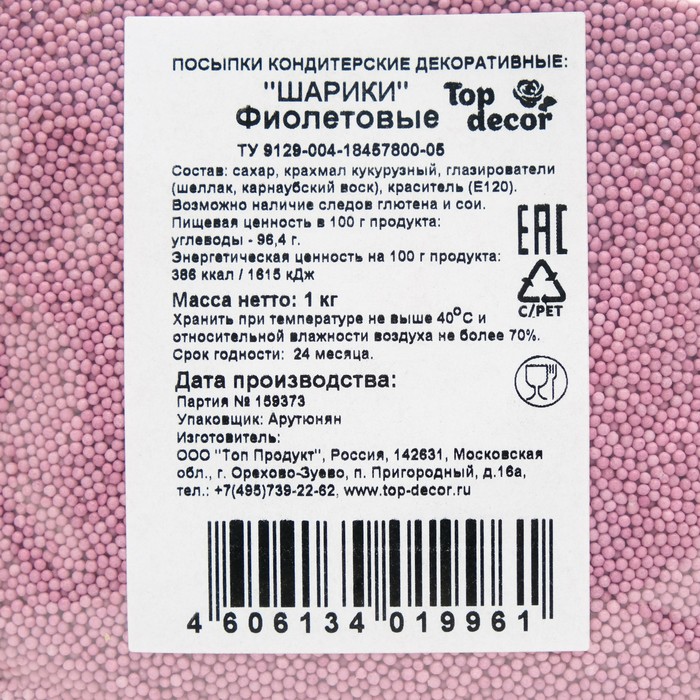 ПОСЫПКИ КОНДИТЕРСКИЕ ДЕКОРАТИВНЫЕ:
"ШАРИКИ"
Фиолетовые
Top decor
ТУ 9129-004-18457800-05
Состав: сахар, крахмал кукурузный, глазирователи
(шеллак, карнаубский воск), краситель (Е120).
Возможно наличие следов глютена и сои.
Пищевая ценность в 100 г продукта:
углеводы - 96,4 г.
Энергетическая ценность на 100 г продукта:
386 ккал / 1615 кДж
EAC
C/PET
Масса нетто: 1 кг
Хранить при температуре не выше 40°С и
относительной влажности воздуха не более 70%.
Срок годности: 24 месяца.
Дата производства:
Партия № 159373
Упаковщик: Арутюнян
Изготовитель:
ООО "Топ Продукт", Россия, 142631, Московская
обл., г. Орехово-Зуево, п. Пригородный, д.16а,
тел.: +7(495)739-22-62, www.top-decor.ru
4 606134 019961